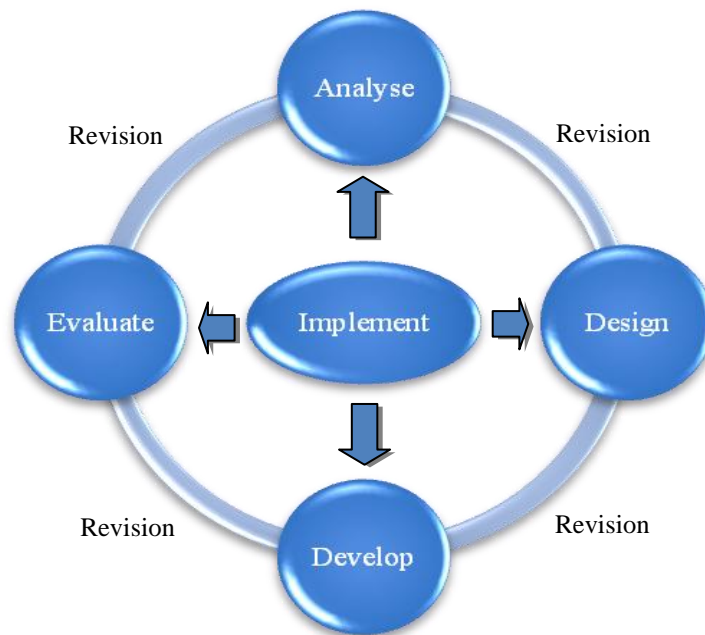 Analyse
Revision
Revision
Evaluate
Implement
Design
Revision
Revision
Develop